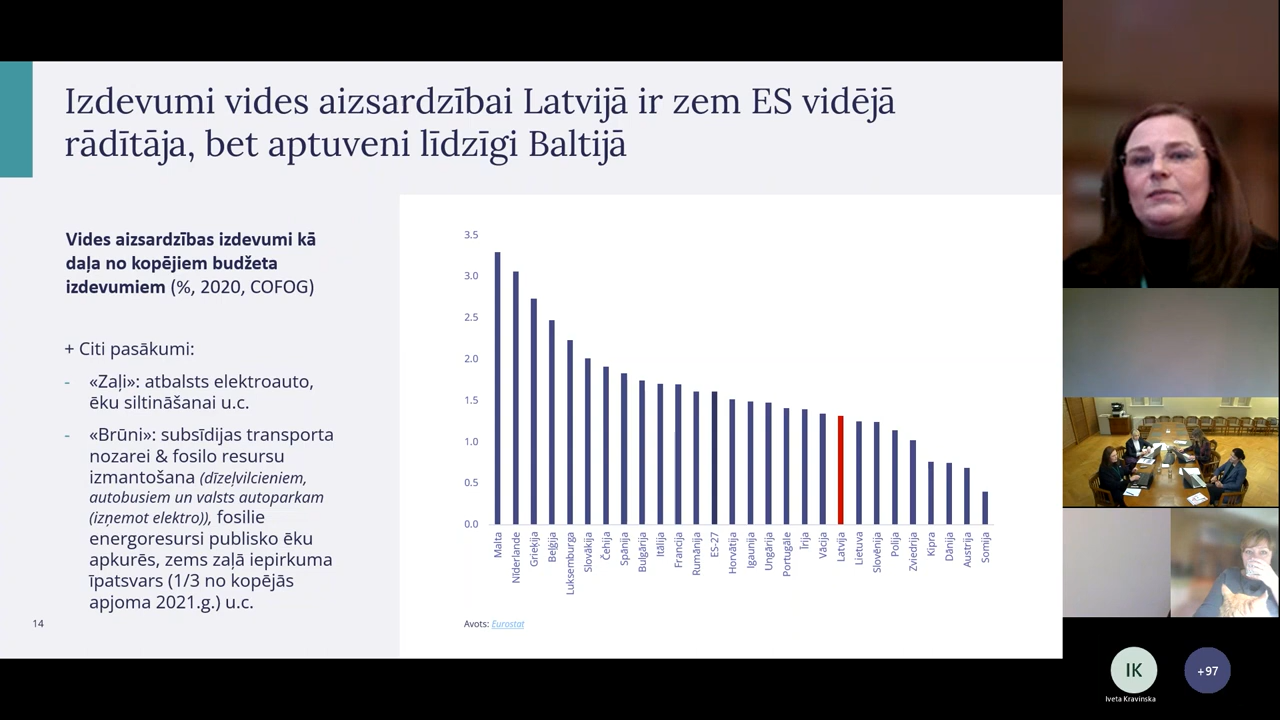 Izdevumi vides aizsardzībai Latvijā ir zem ES vidējā
rādītāja, bet aptuveni līdzīgi Baltijā
Vides aizsardzības izdevumi kā
daļa no kopējiem budžeta
izdevumiem (%, 2020, COFOG)
+ Citi pasākumi:
- «Zaļi»: atbalsts elektroauto,
ēku siltināšanai u.c.
- «Brūni»: subsīdijas transporta
nozarei & fosilo resursu
izmantošana (dīzeļvilcieniem,
autobusiem un valsts autoparkam
(izņemot elektro)), fosilie
energoresursi publisko ēku
apkurēs, zems zaļā iepirkuma
īpatsvars (1/3 no kopējās
apjoma 2021.g.) u.c.
14
3.5
3.0
2.5
2.0
1.5
1.0
0.5
0.0
Malta
Nīderlande
Grieķija
Beļģija
Luksemburga
Slovākija
Čehija
Spānija
Bulgārija
Itālija
Francija
Rumānija
ES-27
Horvātija
Igaunija
Ungārija
Portugāle
Īrija
Vācija
Latvija
Lietuva
Slovēnija
Polija
Zviedrija
Kipra
Dānija
Austrija
Somija
Avots: Eurostat
IK
Iveta Kravinska
+97